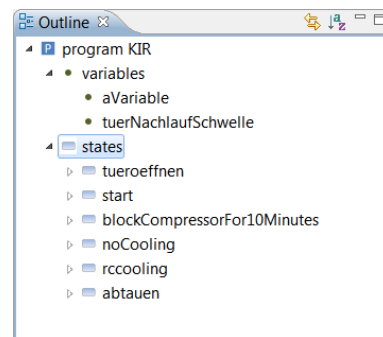 Outline
program KIR
variables
aVariable
tuerNachlaufSchwelle
states
tueroeffnen
start
blockCompressorFor10Minutes
noCooling
rccooling
abtauen